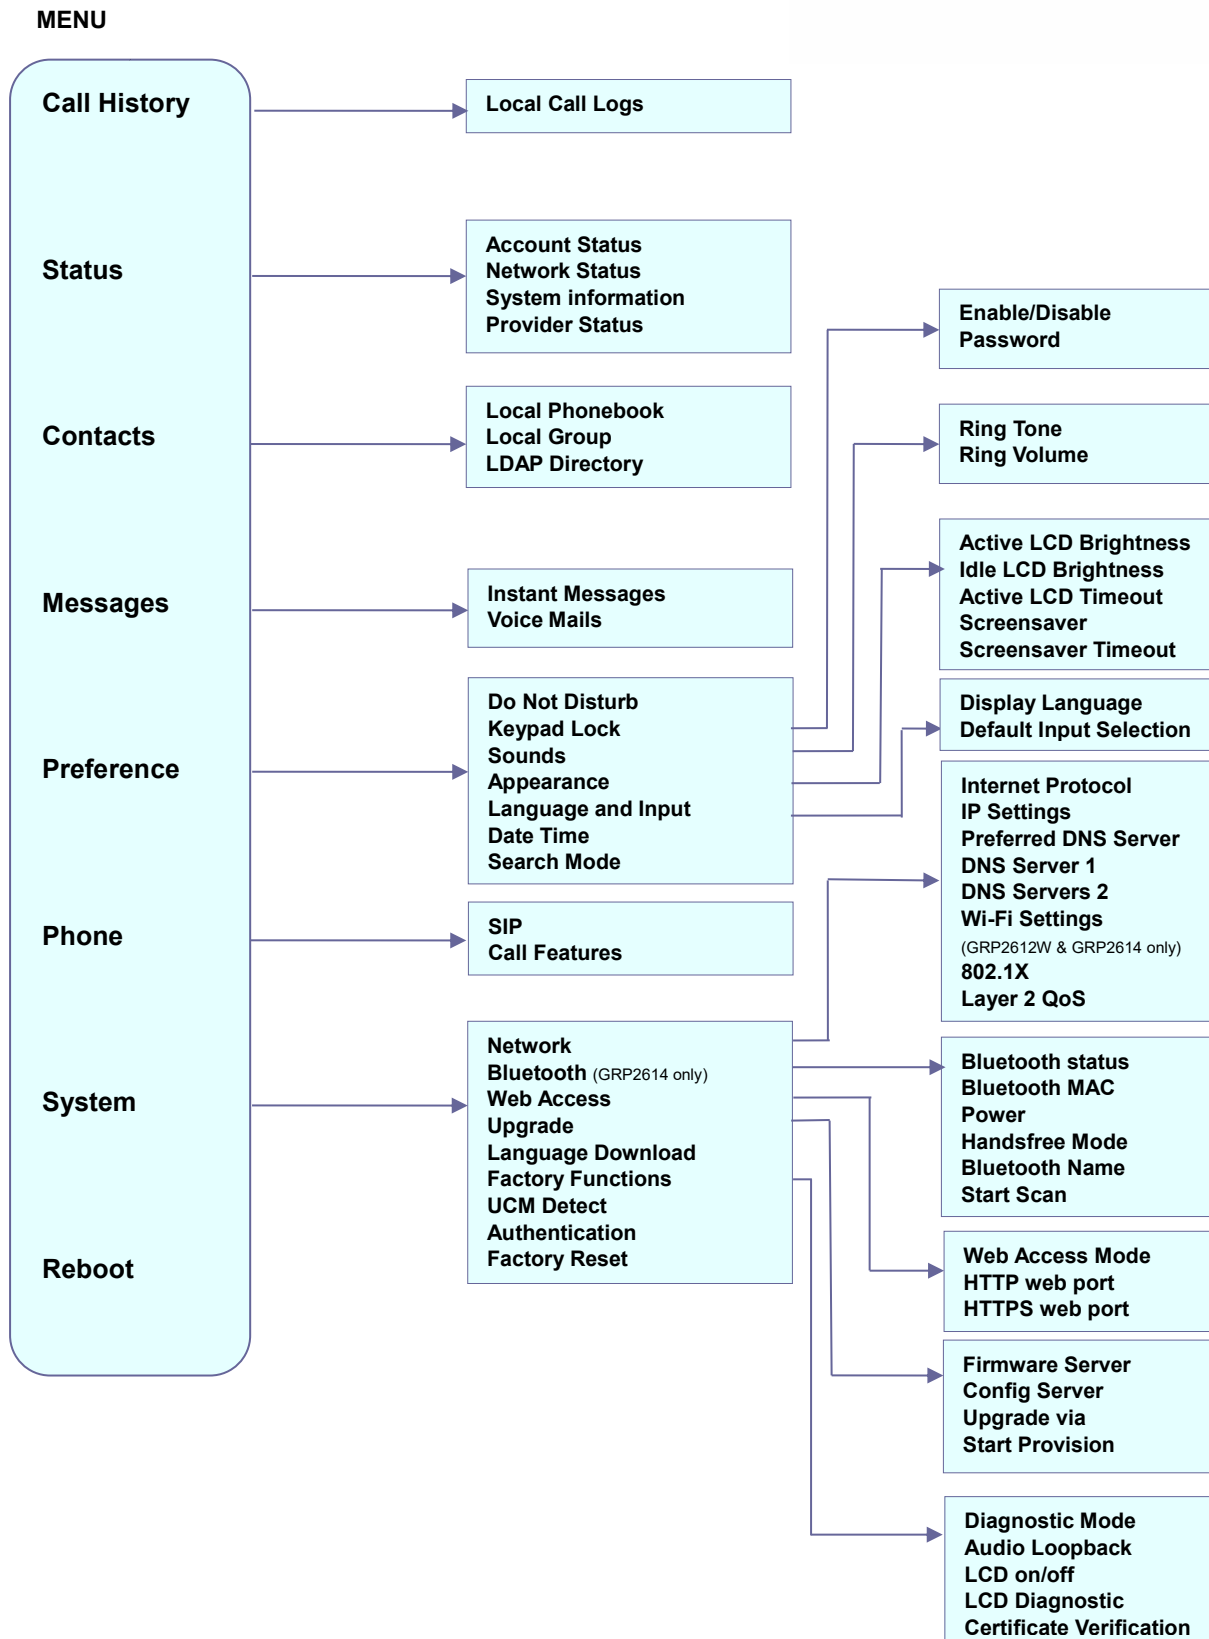 MENU
Call History
Local Call Logs
Status
Account Status
Network Status
System information
Provider Status
Enable/Disable
Password
Contacts
Local Phonebook
Local Group
LDAP Directory
Ring Tone
Ring Volume
Active LCD Brightness
Idle LCD Brightness
Active LCD Timeout
Screensaver
Screensaver Timeout
Messages
Instant Messages
Voice Mails
Preference
Do Not Disturb
Keypad Lock
Sounds
Appearance
Language and Input
Date Time
Search Mode
Display Language
Default Input Selection
Internet Protocol
IP Settings
Preferred DNS Server
DNS Server 1
DNS Servers 2
Wi-Fi Settings
(GRP2612W & GRP2614 only)
802.1X
Layer 2 QoS
Phone
SIP
Call Features
System
Network
Bluetooth (GRP2614 only)
Web Access
Upgrade
Language Download
Factory Functions
UCM Detect
Authentication
Factory Reset
Bluetooth status
Bluetooth MAC
Power
Handsfree Mode
Bluetooth Name
Start Scan
Reboot
Web Access Mode
HTTP web port
HTTPS web port
Firmware Server
Config Server
Upgrade via
Start Provision
Diagnostic Mode
Audio Loopback
LCD on/off
LCD Diagnostic
Certificate Verification